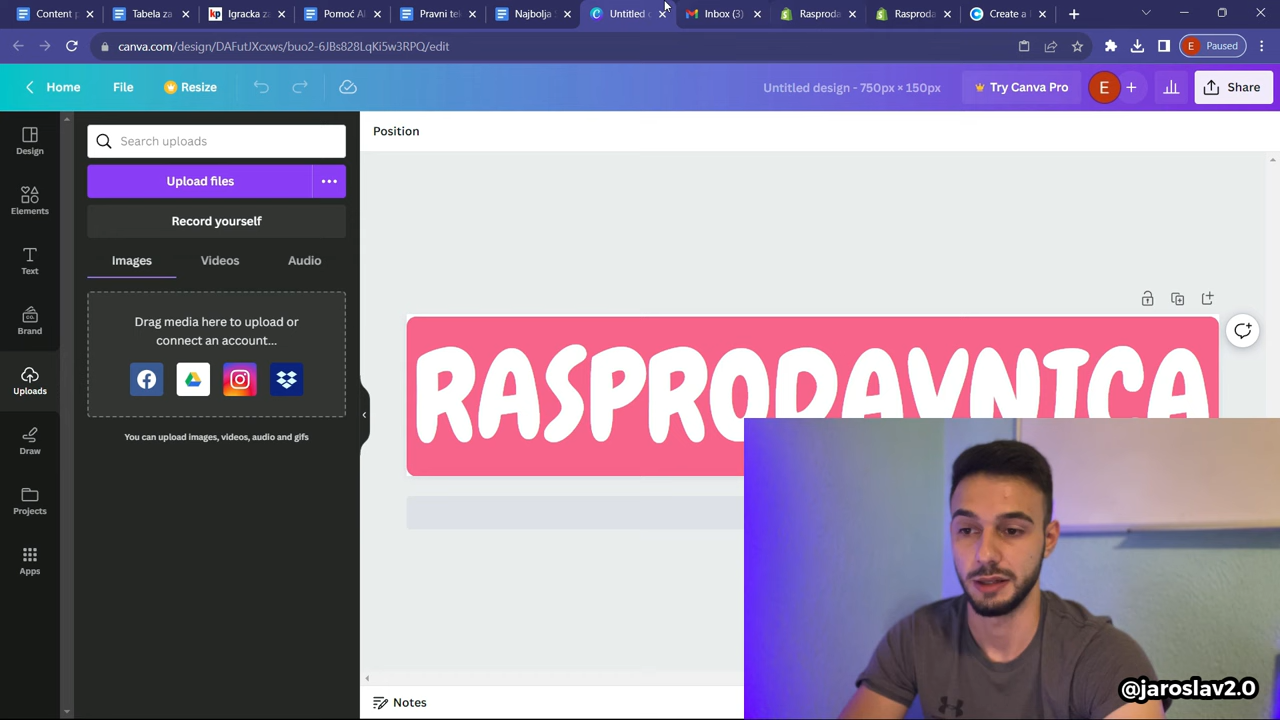 Content p
Tabela za
kp Igracka za
Pomoć Al
Pravni tek
Najbolja
Untitled
Inbox (3)
Rasproda
Rasproda
Create a
canva.com/design/DAFutJXcxws/buo2-6JBs828LqKi5w3RPQ/edit
E Paused
Home
File
Resize
Untitled design - 750px × 150px
Try Canva Pro
E
Share
Design
Elements
Text
Brand
Uploads
Draw
Projects
Apps
Search uploads
Upload files
Record yourself
Images
Videos
Audio
Drag media here to upload or
connect an account...
You can upload images, videos, audio and gifs
Position
RASPRODAVNICA
Notes
@jaroslav2.0